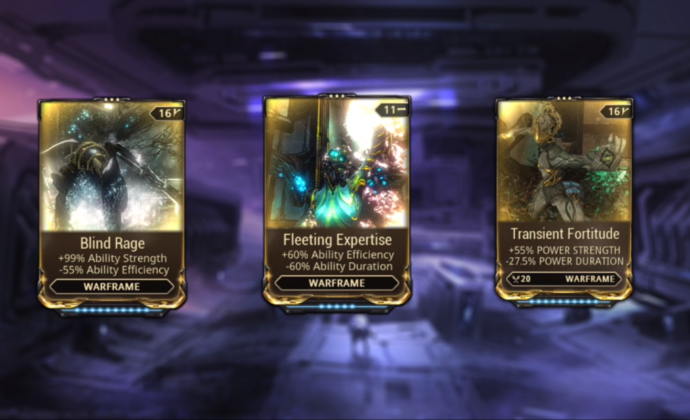 16
Blind Rage
+99% Ability Strength
-55% Ability Efficiency
WARFRAME
11
Fleeting Expertise
+60% Ability Efficiency
-60% Ability Duration
WARFRAME
16
Transient Fortitude
+55% POWER STRENGTH
-27.5% POWER DURATION
20 WARFRAME